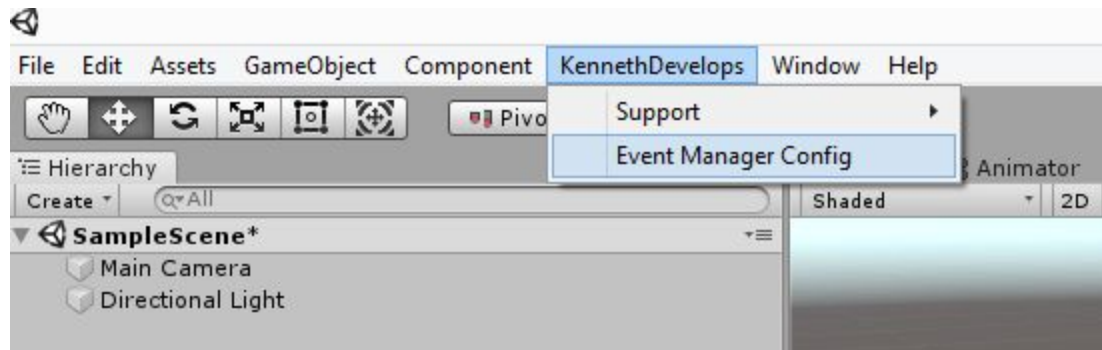 File Edit Assets GameObject Component KennethDevelops Window Help
Pivo
Support
Event Manager Config
Hierarchy
Animator
Create
All
Shaded
2D
SampleScene*
Main Camera
Directional Light